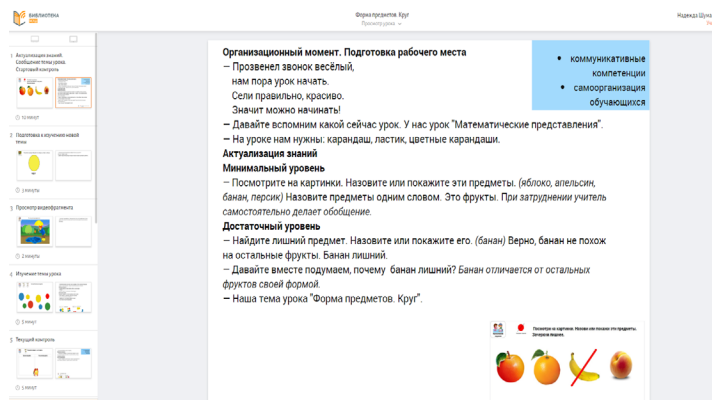 БИБЛИОТЕКА
Форма предметов. Круг
Просмотр урока
Надежда Шума
1 Актуализация знаний.
Сообщение темы урока.
Стартовый контроль
10 минут
2 Подготовка к изучению новой
темы
3 минуты
3 Просмотр видеофрагмента
2 минуты
4 Изучение темы урока
5 минут
5 Текущий контроль
5 минут
Организационный момент. Подготовка рабочего места
— Прозвенел звонок весёлый,
нам пора урок начать.
Сели правильно, красиво.
Значит можно начинать!
— Давайте вспомним какой сейчас урок. У нас урок "Математические представления".
— На уроке нам нужны: карандаш, ластик, цветные карандаши.
Актуализация знаний
Минимальный уровень
— Посмотрите на картинки. Назовите или покажите эти предметы. (яблоко, апельсин,
банан, персик) Назовите предметы одним словом. Это фрукты. При затруднении учитель
самостоятельно делает обобщение.
Достаточный уровень
— Найдите лишний предмет. Назовите или покажите его. (банан) Верно, банан не похож
на остальные фрукты. Банан лишний.
— Давайте вместе подумаем, почему банан лишний? Банан отличается от остальных
фруктов своей формой.
— Наша тема урока "Форма предметов. Круг".
• коммуникативные
компетенции
• самоорганизация
обучающихся
Посмотри на картинки. Назови или покажи эти предметы.
Зачеркни лишнее.